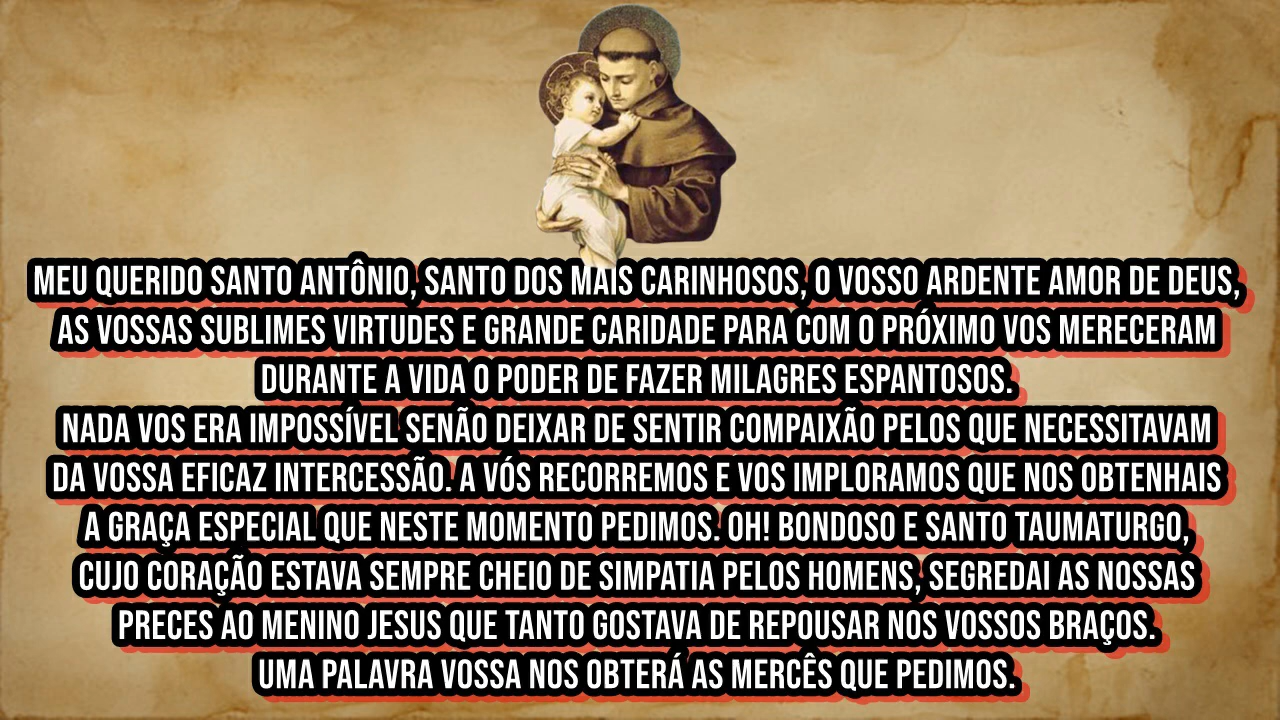 MEU QUERIDO SANTO ANTÔNIO, SANTO DOS MAIS CARINHOSOS, O VOSSO ARDENTE AMOR DE DEUS,
AS VOSSAS SUBLIMES VIRTUDES E GRANDE CARIDADE PARA COM O PRÓXIMO VOS MERECERAM
DURANTE A VIDA O PODER DE FAZER MILAGRES ESPANTOSOS.
NADA VOS ERA IMPOSSÍVEL SENÃO DEIXAR DE SENTIR COMPAIXÃO PELOS QUE NECESSITAVAM
DA VOSSA EFICAZ INTERCESSÃO. A VÓS RECORREMOS E VOS IMPLORAMOS QUE NOS OBTENHAIS
A GRAÇA ESPECIAL QUE NESTE MOMENTO PEDIMOS. OH! BONDOSO E SANTO TAUMATURGO,
CUJO CORAÇÃO ESTAVA SEMPRE CHEIO DE SIMPATIA PELOS HOMENS, SEGREDAI AS NOSSAS
PRECES AO MENINO JESUS QUE TANTO GOSTAVA DE REPOUSAR NOS VOSSOS BRAÇOS.
UMA PALAVRA VOSSA NOS OBTERÁ AS MERCÊS QUE PEDIMOS.